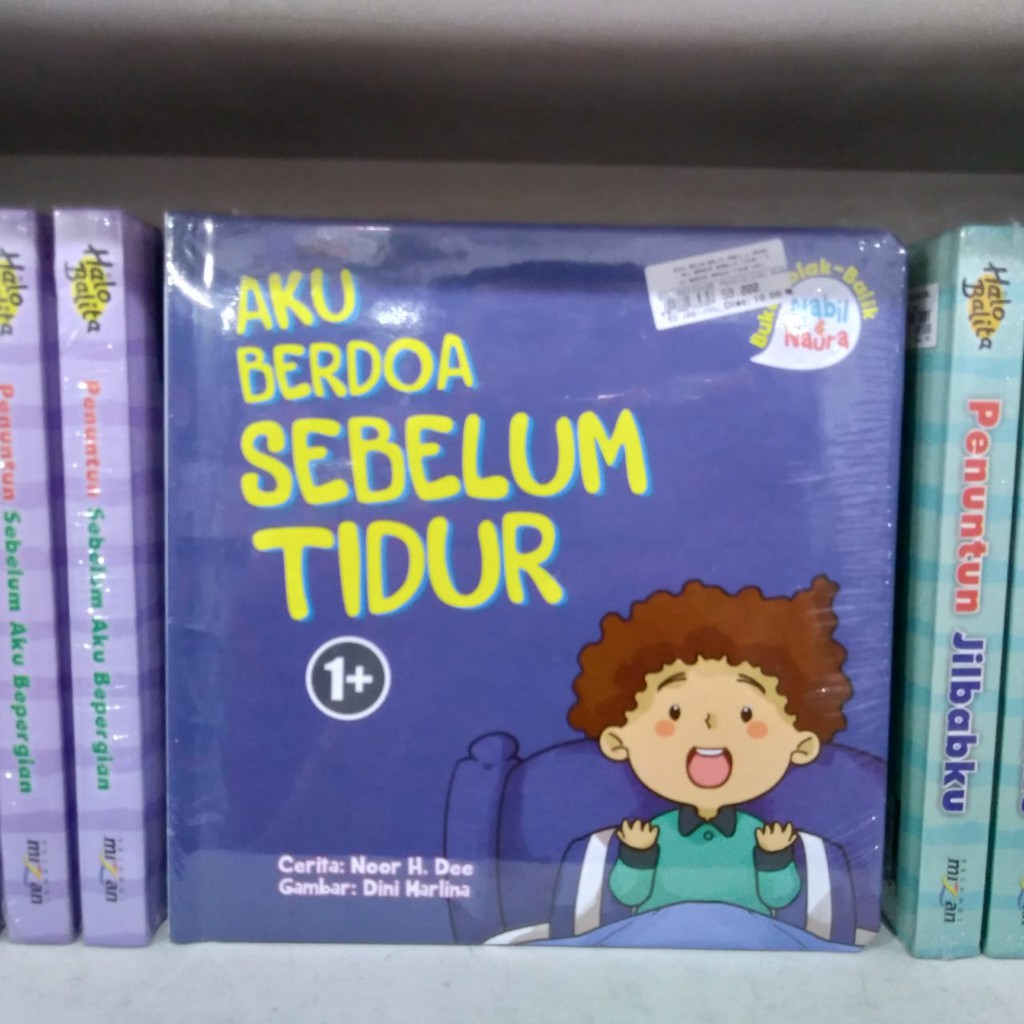 Halo
Balita
Penuntun Sebelum Aku Bepergian
mizan
Halo
Balita
Penuntun Sebelum Aku Bepergian
mizan
AKU
BERDOA
SEBELUM
TIDUR
1+
Cerita: Noor H. Dee
Gambar: Dini Marlina
Nabil
&
Naura
Halo
Balita
Penuntun Jilbabku
PELANGI
mizan